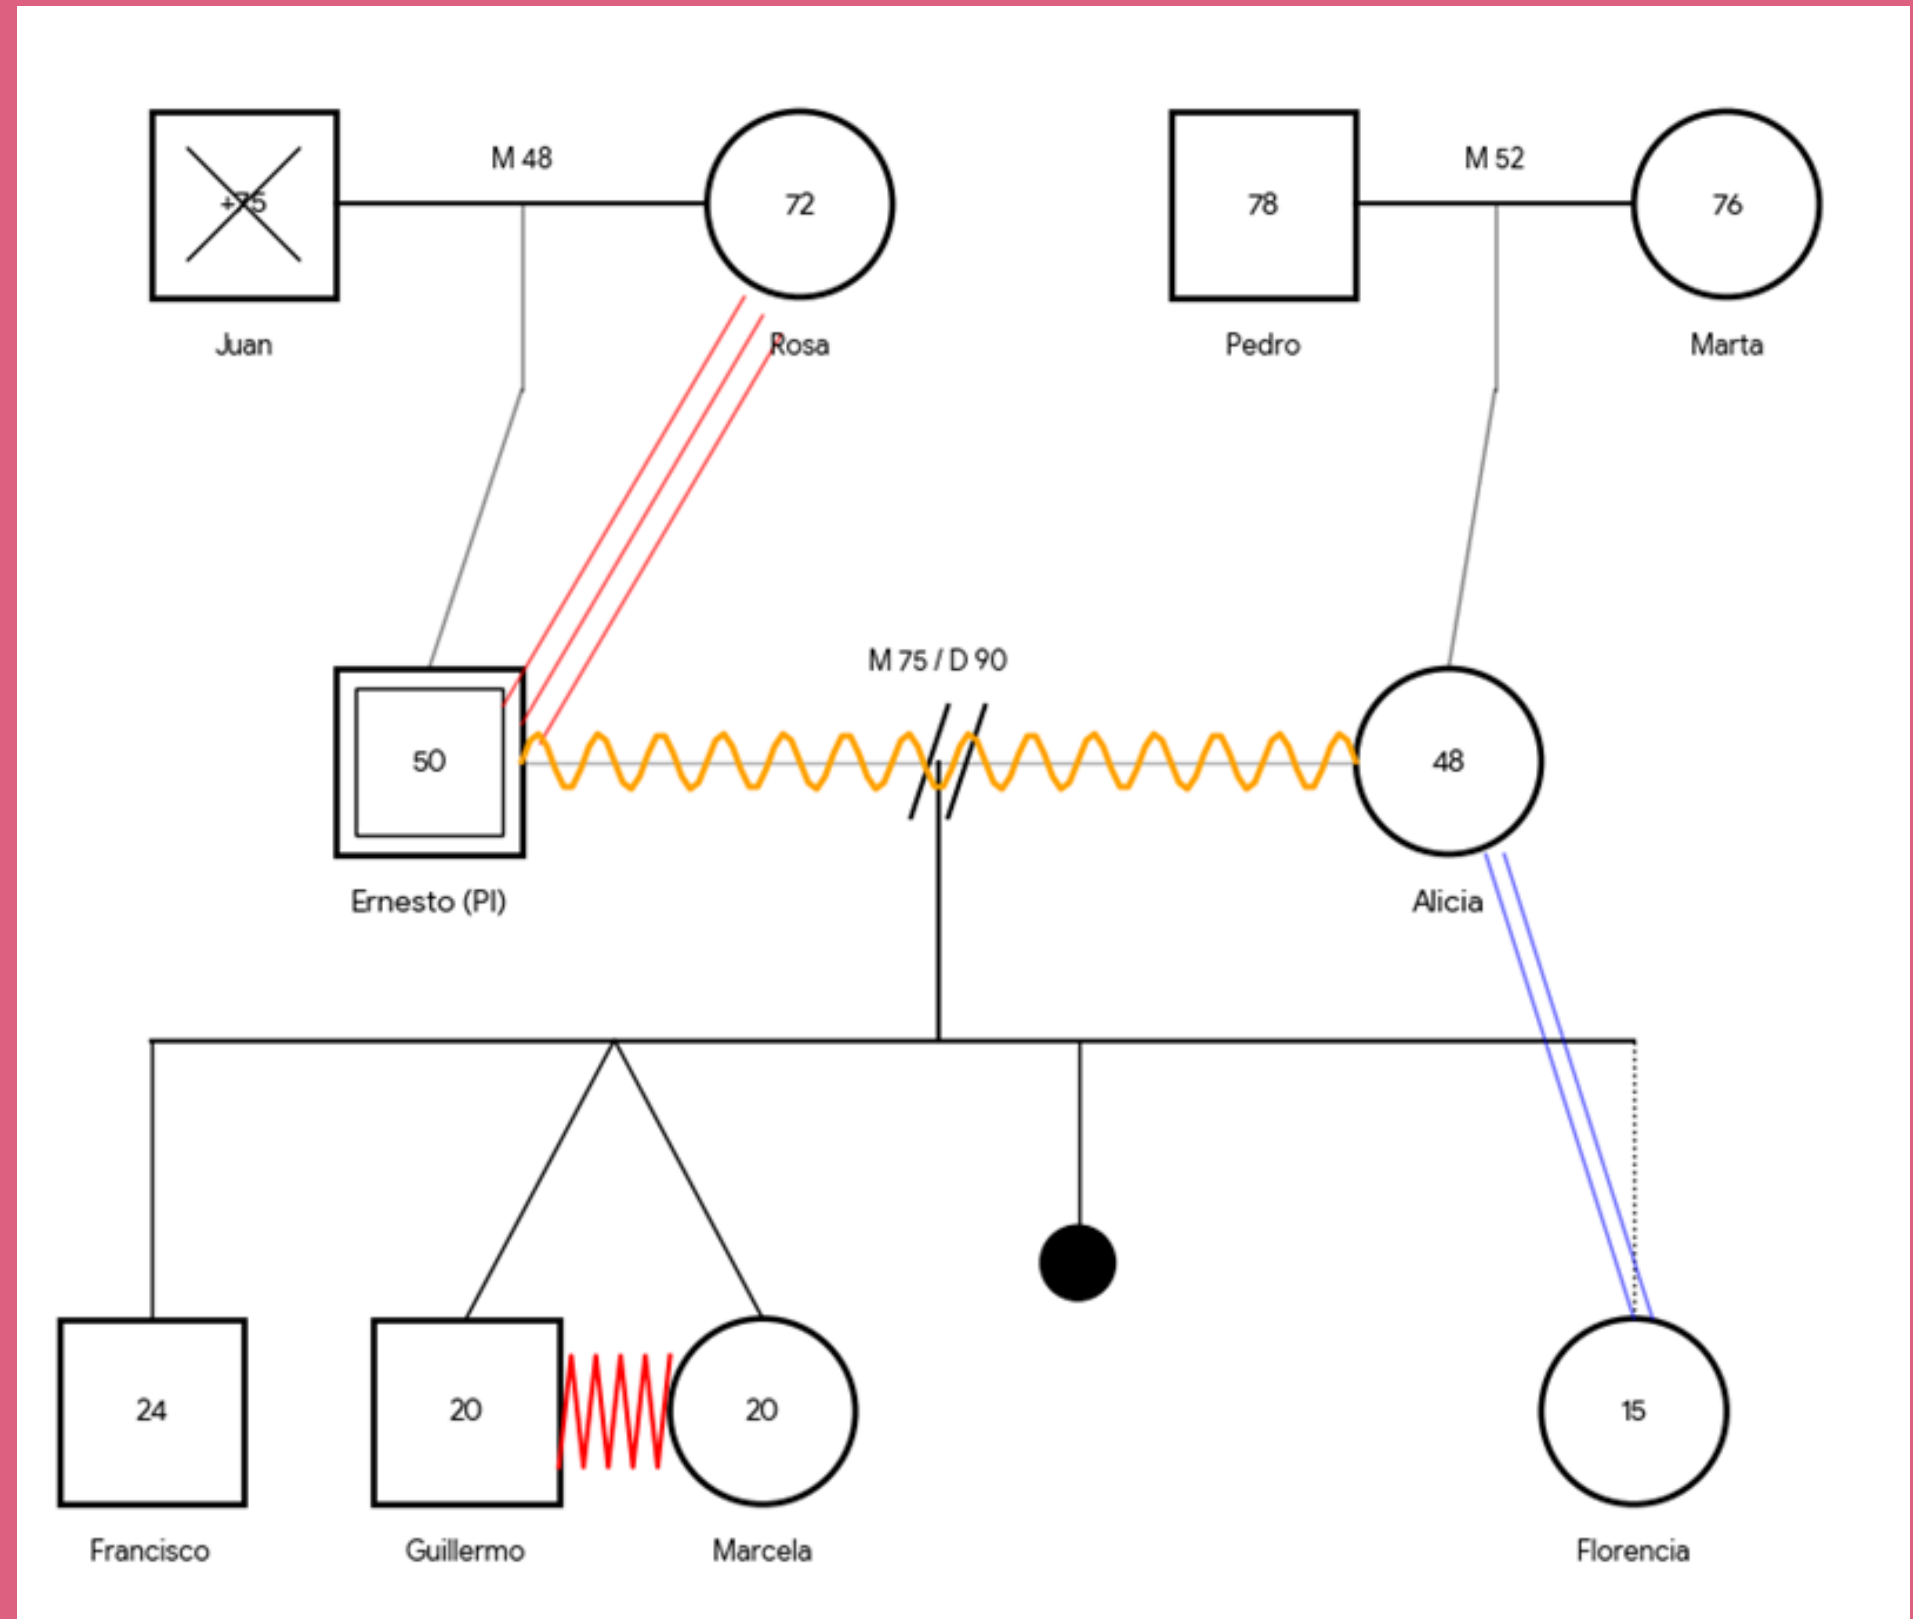 M 48
M 52
+75
72
78
76
Juan
Rosa
Pedro
Marta
M 75 / D 90
50
48
Ernesto (PI)
Alicia
24
20
20
15
Francisco
Guillermo
Marcela
Florencia